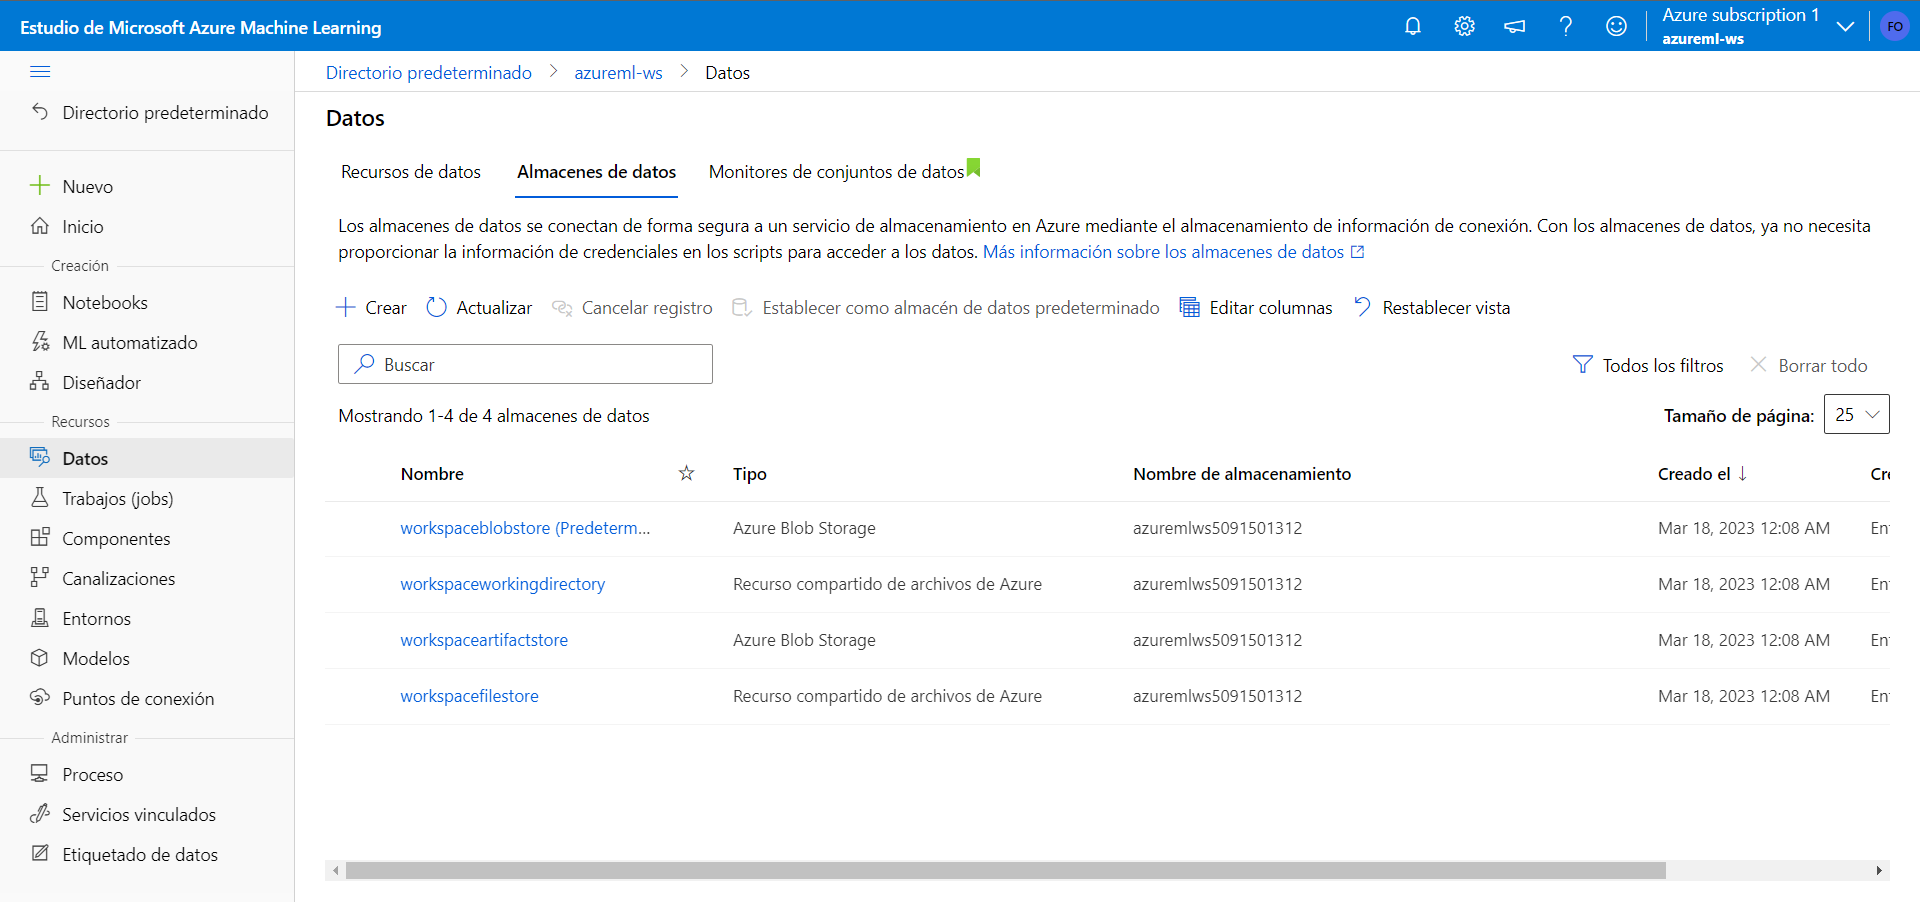 Estudio de Microsoft Azure Machine Learning
Azure subscription 1
azureml-ws
FO
Directorio predeterminado
Nuevo
Inicio
Creación
Notebooks
ML automatizado
Diseñador
Recursos
Datos
Trabajos (jobs)
Componentes
Canalizaciones
Entornos
Modelos
Puntos de conexión
Administrar
Proceso
Servicios vinculados
Etiquetado de datos
Directorio predeterminado > azureml-ws > Datos
Datos
Recursos de datos Almacenes de datos Monitores de conjuntos de datos
Los almacenes de datos se conectan de forma segura a un servicio de almacenamiento en Azure mediante el almacenamiento de información de conexión. Con los almacenes de datos, ya no necesita
proporcionar la información de credenciales en los scripts para acceder a los datos. Más información sobre los almacenes de datos
Crear Actualizar Cancelar registro Establecer como almacén de datos predeterminado Editar columnas Restablecer vista
Buscar Todos los filtros Borrar todo
Mostrando 1-4 de 4 almacenes de datos Tamaño de página: 25
Nombre Tipo Nombre de almacenamiento Creado el Cre
workspaceblobstore (Predeterm... Azure Blob Storage azuremlws5091501312 Mar 18, 2023 12:08 AM En
workspaceworkingdirectory Recurso compartido de archivos de Azure azuremlws5091501312 Mar 18, 2023 12:08 AM En
workspaceartifactstore Azure Blob Storage azuremlws5091501312 Mar 18, 2023 12:08 AM En
workspacefilestore Recurso compartido de archivos de Azure azuremlws5091501312 Mar 18, 2023 12:08 AM En